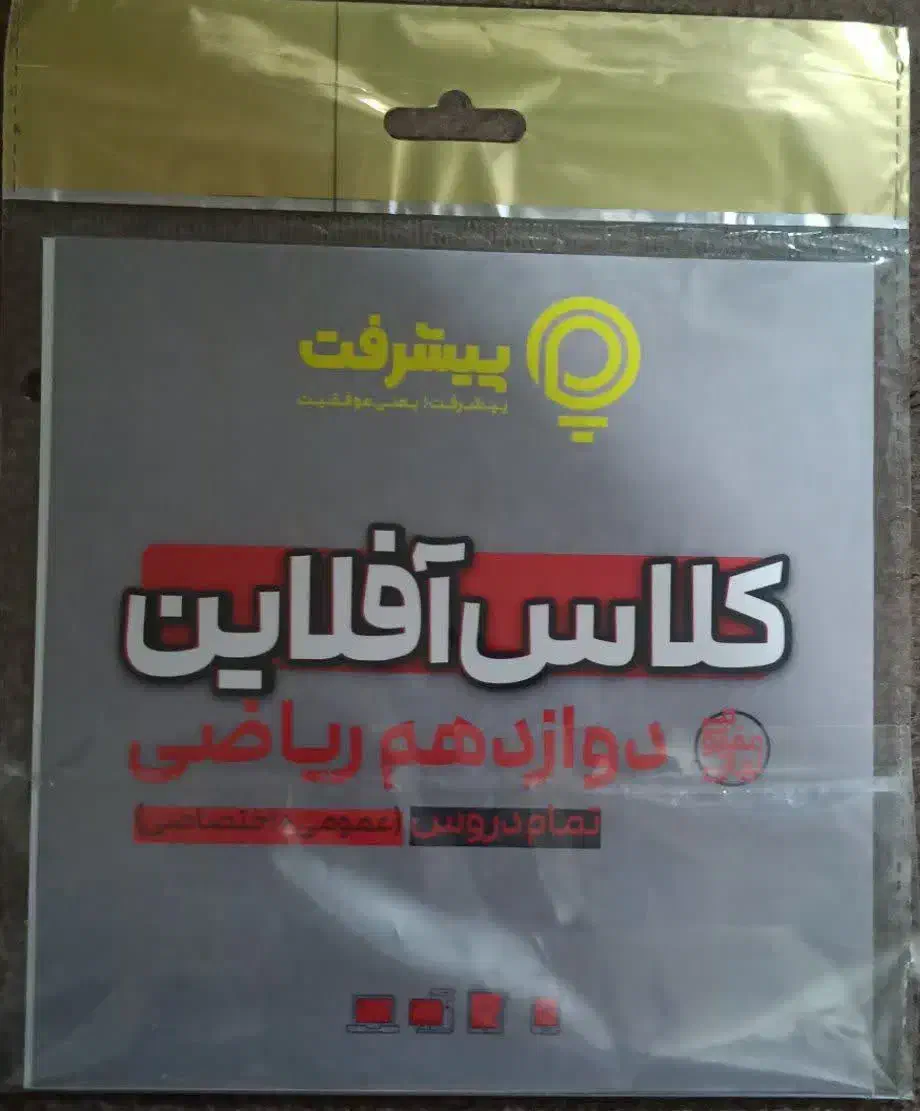 پیشرفت
پیشرفت! یعنی موفقیت
کلاس آفلاین
دوازدهم ریاضی
تمام دروس (عمومی و اختصاصی)